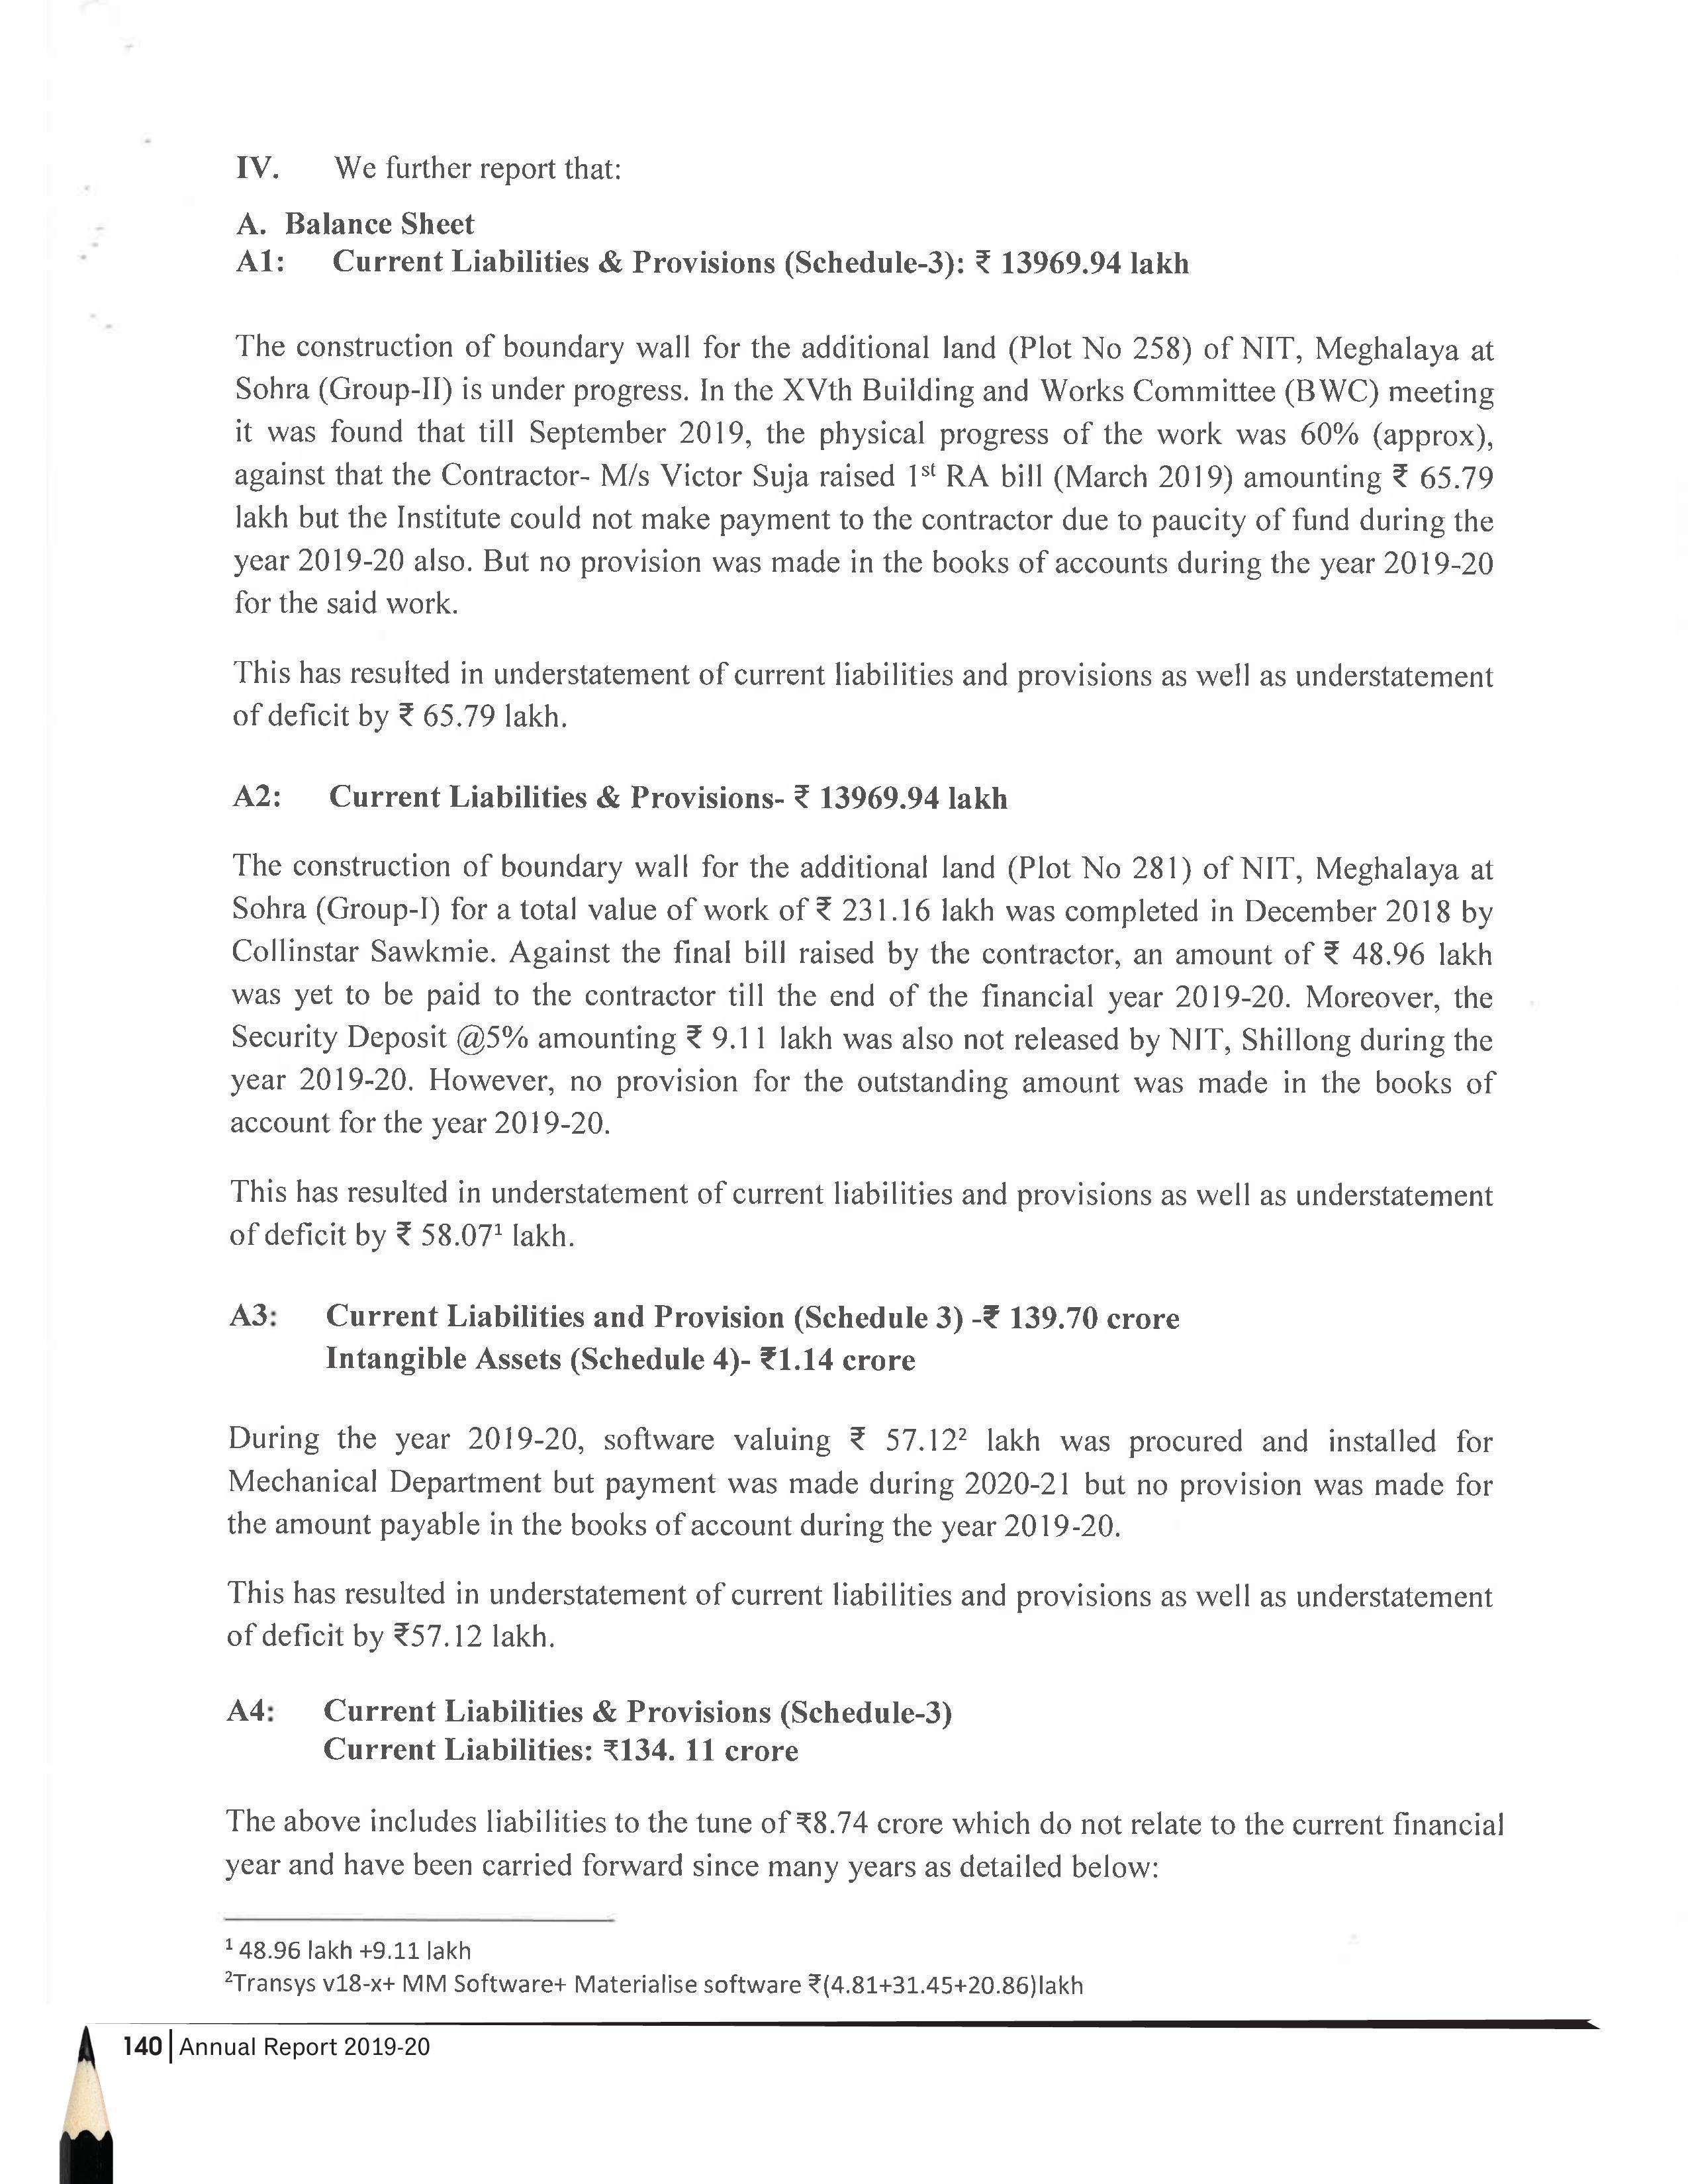 IV. We further report that:
A. Balance Sheet
A1: Current Liabilities & Provisions (Schedule-3): ₹ 13969.94 lakh
The construction of boundary wall for the additional land (Plot No 258) of NIT, Meghalaya at
Sohra (Group-II) is under progress. In the XVth Building and Works Committee (BWC) meeting
it was found that till September 2019, the physical progress of the work was 60% (approx),
against that the Contractor- M/s Victor Suja raised 1st RA bill (March 2019) amounting ₹ 65.79
lakh but the Institute could not make payment to the contractor due to paucity of fund during the
year 2019-20 also. But no provision was made in the books of accounts during the year 2019-20
for the said work.
This has resulted in understatement of current liabilities and provisions as well as understatement
of deficit by ₹ 65.79 lakh.
A2: Current Liabilities & Provisions- ₹ 13969.94 lakh
The construction of boundary wall for the additional land (Plot No 281) of NIT, Meghalaya at
Sohra (Group-I) for a total value of work of ₹ 231.16 lakh was completed in December 2018 by
Collinstar Sawkmie. Against the final bill raised by the contractor, an amount of ₹ 48.96 lakh
was yet to be paid to the contractor till the end of the financial year 2019-20. Moreover, the
Security Deposit @5% amounting ₹ 9.11 lakh was also not released by NIT, Shillong during the
year 2019-20. However, no provision for the outstanding amount was made in the books of
account for the year 2019-20.
This has resulted in understatement of current liabilities and provisions as well as understatement
of deficit by ₹ 58.07¹ lakh.
A3: Current Liabilities and Provision (Schedule 3) -₹ 139.70 crore
Intangible Assets (Schedule 4)- ₹1.14 crore
During the year 2019-20, software valuing ₹ 57.12² lakh was procured and installed for
Mechanical Department but payment was made during 2020-21 but no provision was made for
the amount payable in the books of account during the year 2019-20.
This has resulted in understatement of current liabilities and provisions as well as understatement
of deficit by ₹57.12 lakh.
A4: Current Liabilities & Provisions (Schedule-3)
Current Liabilities: ₹134. 11 crore
The above includes liabilities to the tune of ₹8.74 crore which do not relate to the current financial
year and have been carried forward since many years as detailed below:
¹ 48.96 lakh +9.11 lakh
²Transys v18-x+ MM Software+ Materialise software ₹(4.81+31.45+20.86)lakh
140 | Annual Report 2019-20